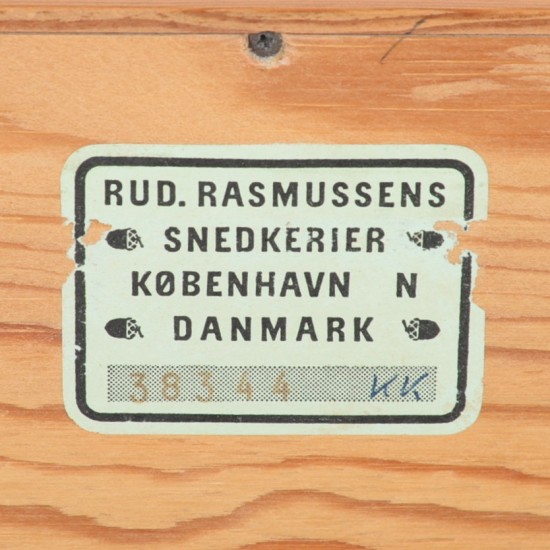 RUD. RASMUSSENS
SNEDKERIER
KØBENHAVN N
DANMARK
38344 KK